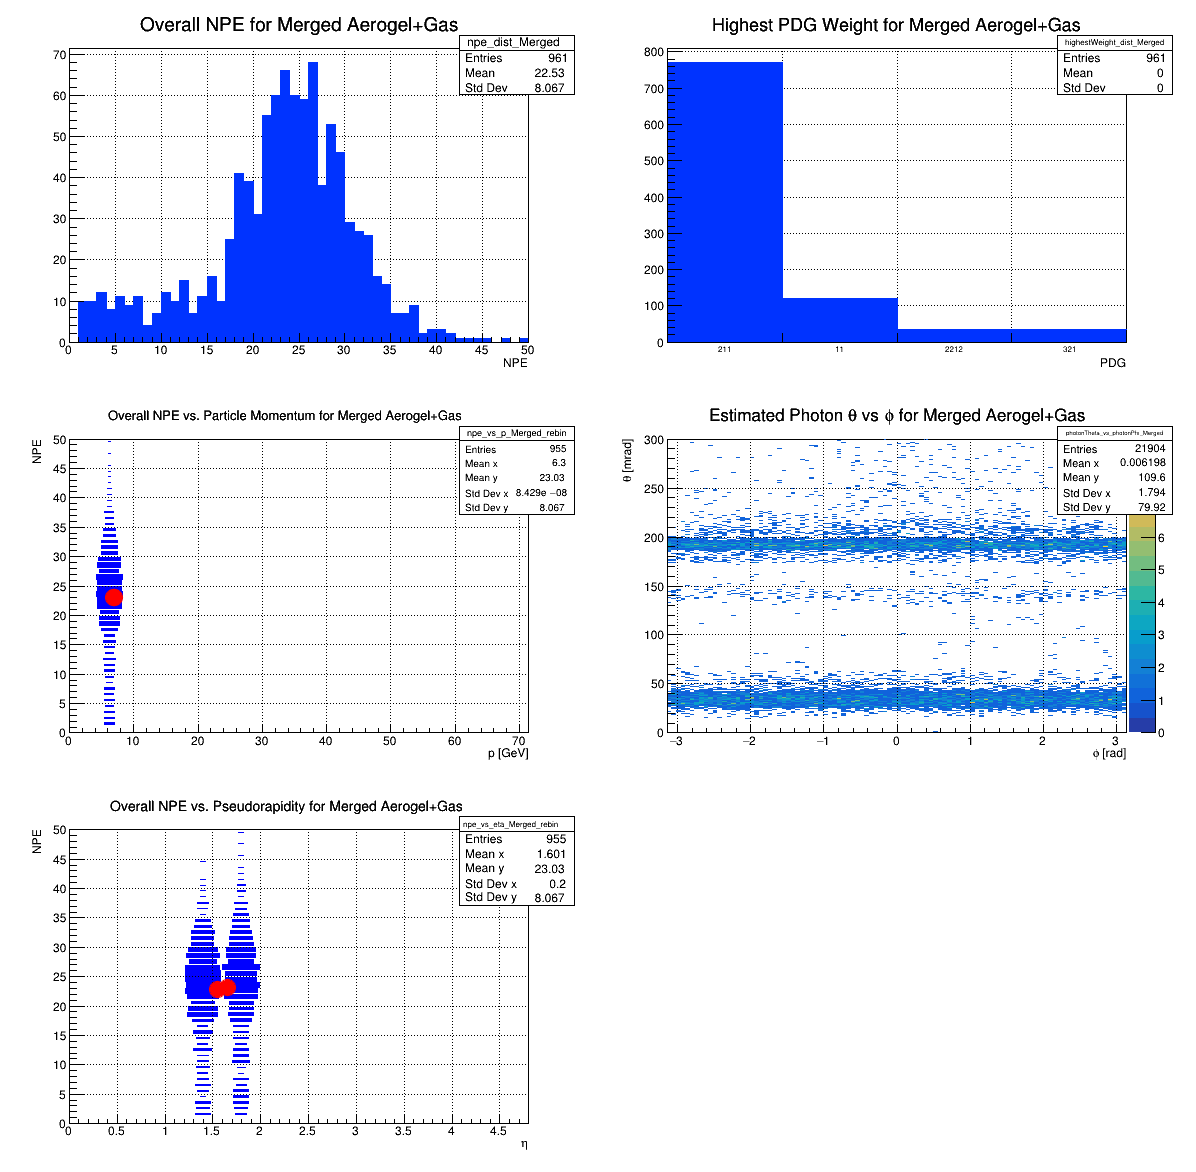 Overall NPE for Merged Aerogel+Gas
npe_dist_Merged
Entries 961
Mean 22.53
Std Dev 8.067
70
60
50
40
30
20
10
0
0 5 10 15 20 25 30 35 40 45 50
NPE
Highest PDG Weight for Merged Aerogel+Gas
highestWeight_dist_Merged
Entries 961
Mean 0
Std Dev 0
800
700
600
500
400
300
200
100
0
211 11 2212 321
PDG
Overall NPE vs. Particle Momentum for Merged Aerogel+Gas
npe_vs_p_Merged_rebin
Entries 955
Mean x 6.3
Mean y 23.03
Std Dev x 8.429e −08
Std Dev y 8.067
NPE
50
45
40
35
30
25
20
15
10
5
0
0 10 20 30 40 50 60 70
p [GeV]
Estimated Photon θ vs ϕ for Merged Aerogel+Gas
photonTheta_vs_photonPhi_Merged
Entries 21904
Mean x 0.006198
Mean y 109.6
Std Dev x 1.794
Std Dev y 79.92
θ [mrad]
300
250
200
150
100
50
0
−3 −2 −1 0 1 2 3
ϕ [rad]
6
5
4
3
2
1
0
Overall NPE vs. Pseudorapidity for Merged Aerogel+Gas
npe_vs_eta_Merged_rebin
Entries 955
Mean x 1.601
Mean y 23.03
Std Dev x 0.2
Std Dev y 8.067
NPE
50
45
40
35
30
25
20
15
10
5
0
0 0.5 1 1.5 2 2.5 3 3.5 4 4.5
η